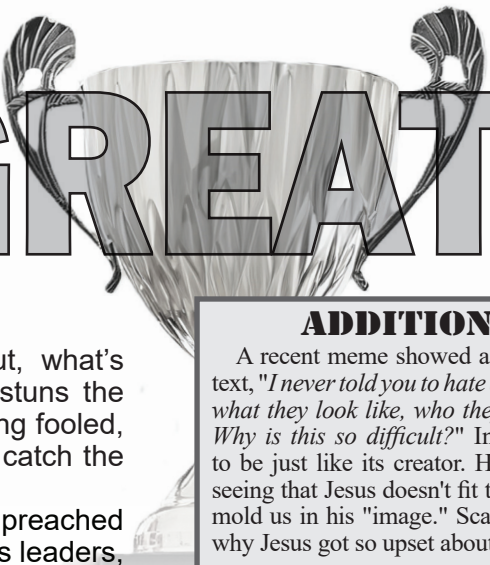 GREAT
ut, what's
stuns the
ng fooled,
catch the
preached
s leaders,
ADDITION
A recent meme showed a
text, "I never told you to hate
what they look like, who the
Why is this so difficult?" In
to be just like its creator. H
seeing that Jesus doesn't fit t
mold us in his "image." Sca
why Jesus got so upset about